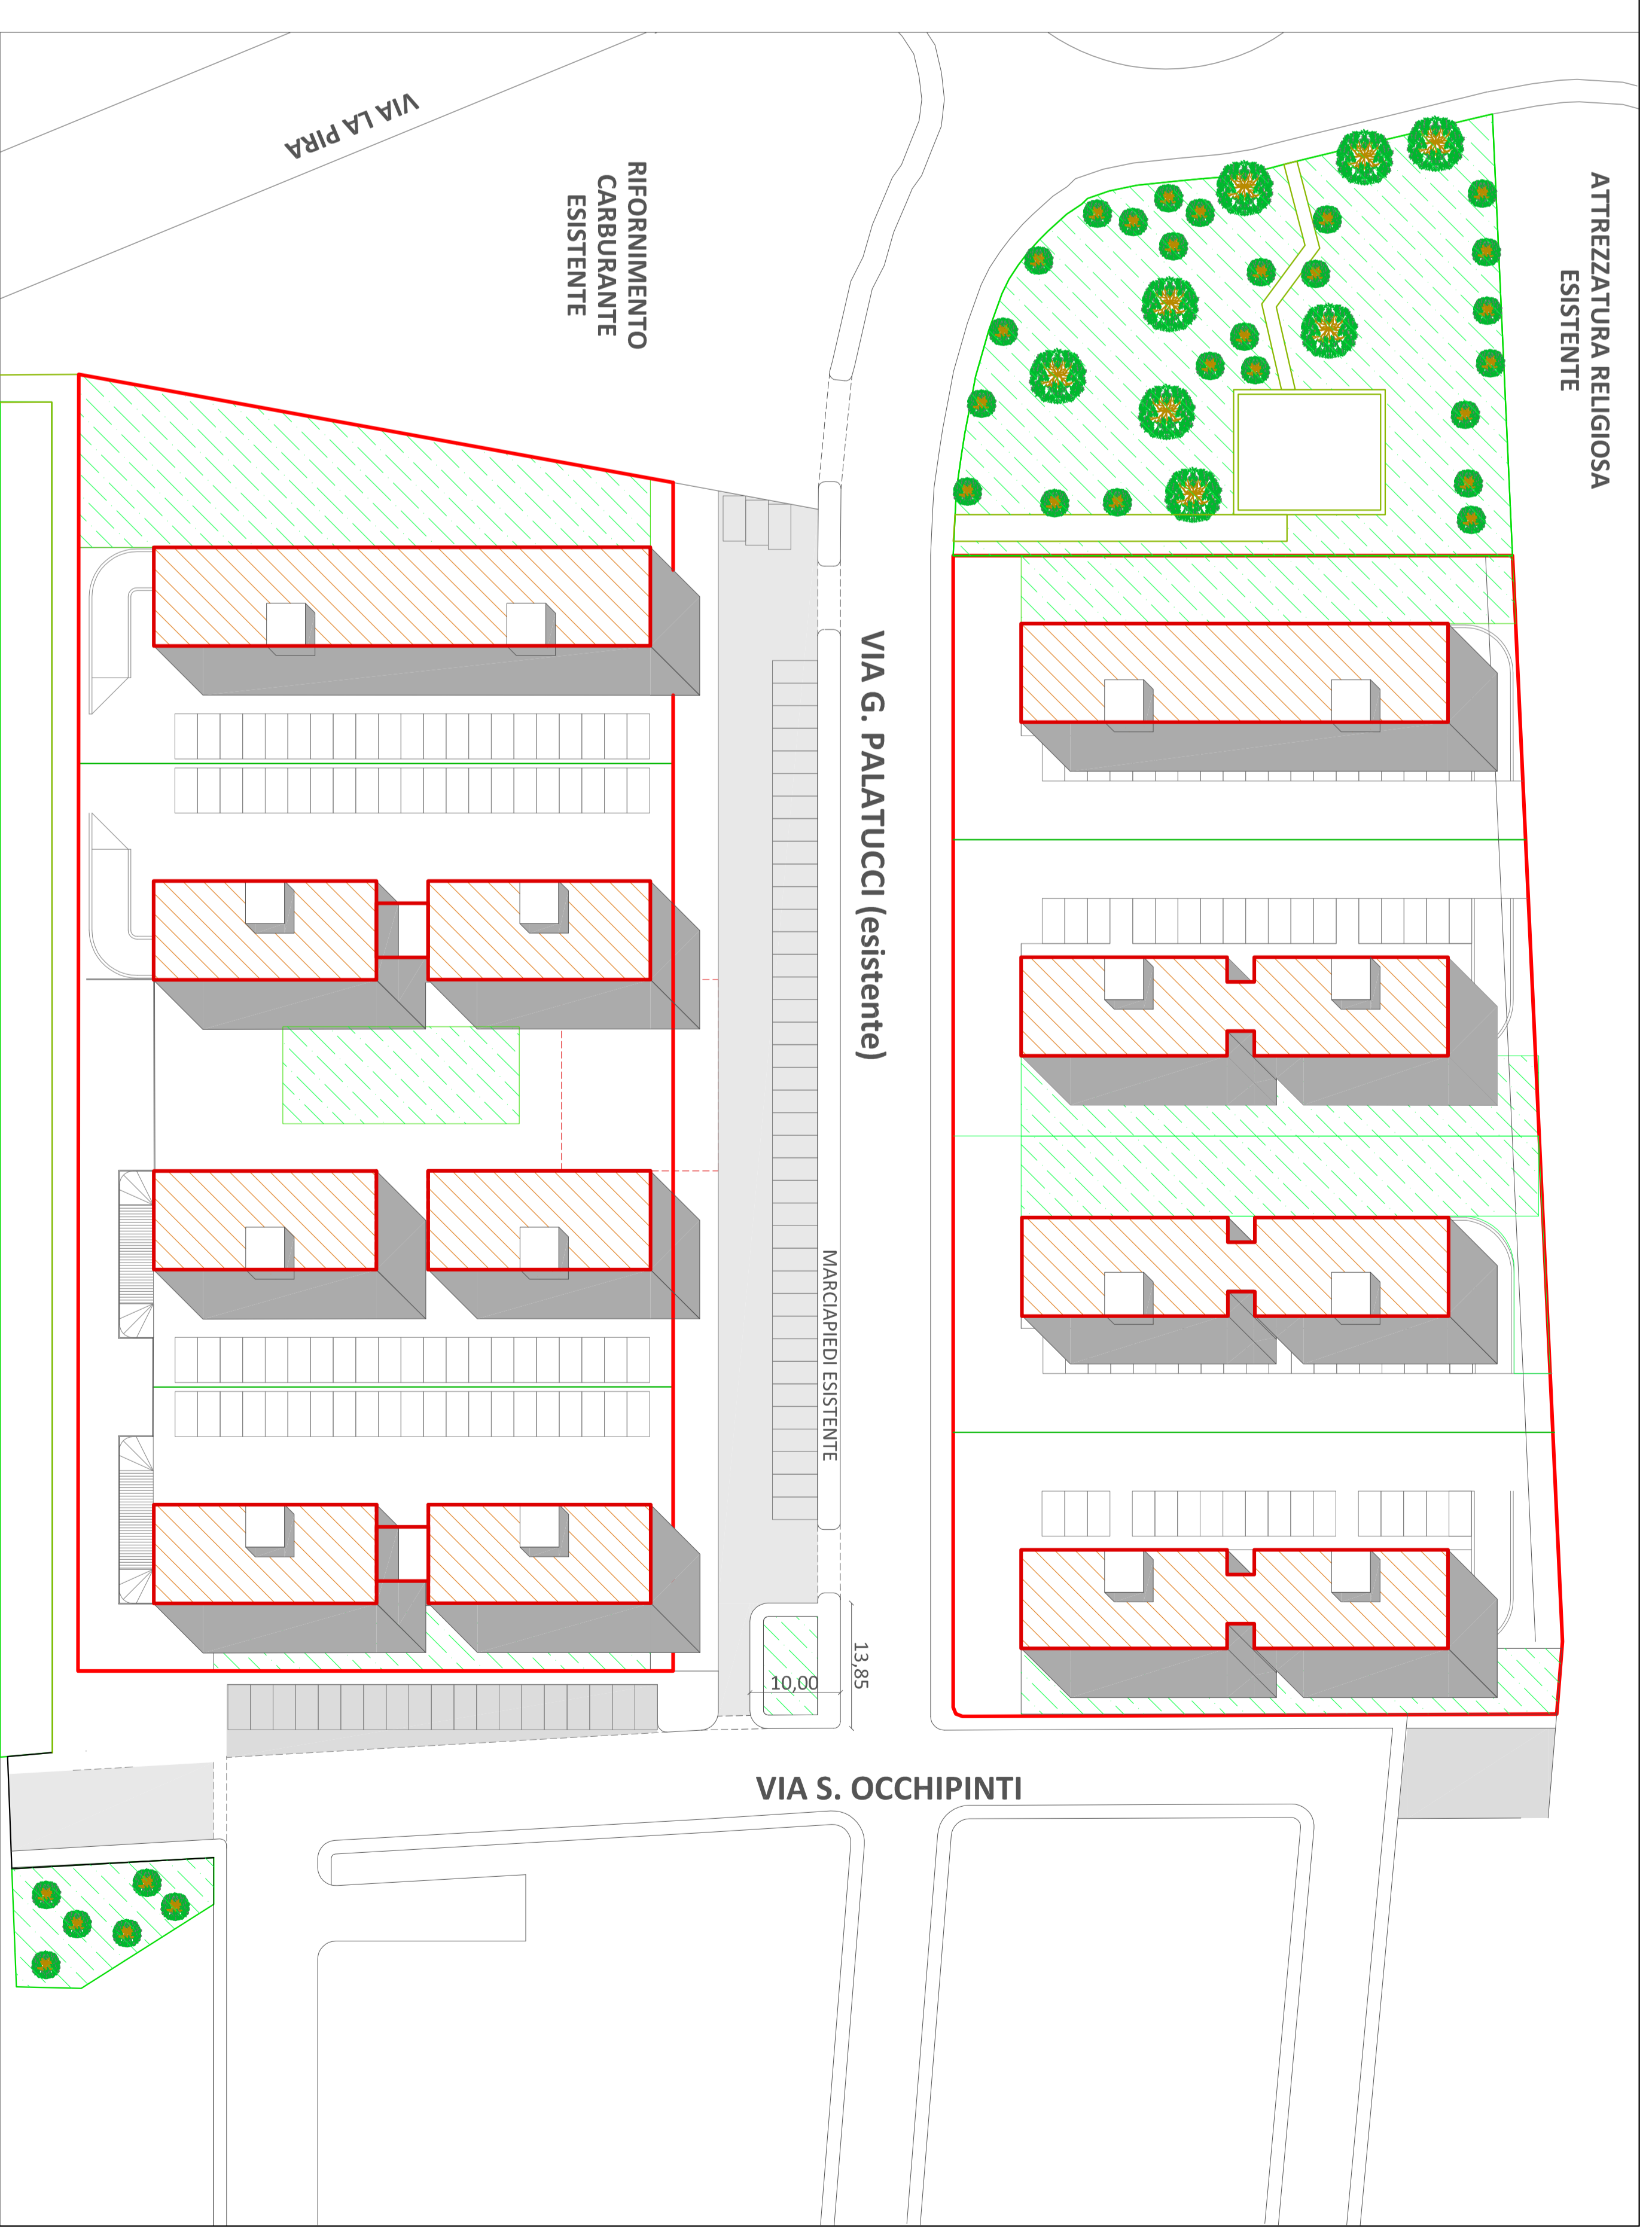 VIA LA PIRA
RIFORNIMENTO
CARBURANTE
ESISTENTE
ATTREZZATURA RELIGIOSA
ESISTENTE
VIA G. PALATUCCI (esistente)
MARCIAPIEDI ESISTENTE
13,85
10,00
VIA S. OCCHIPINTI